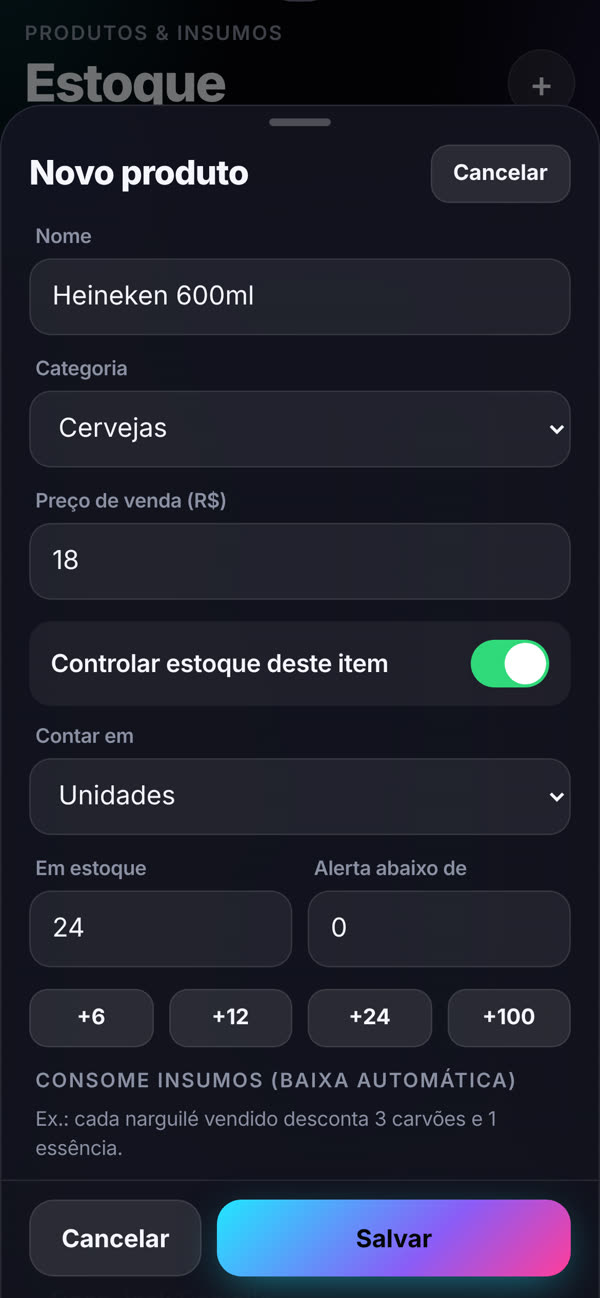 PRODUTOS & INSUMOS
Estoque
+
Novo produto
Cancelar
Nome
Heineken 600ml
Categoria
Cervejas
Preço de venda (R$)
18
Controlar estoque deste item
Contar em
Unidades
Em estoque
Alerta abaixo de
24
0
+6
+12
+24
+100
CONSOME INSUMOS (BAIXA AUTOMÁTICA)
Ex.: cada narguilé vendido desconta 3 carvões e 1
essência.
Cancelar
Salvar